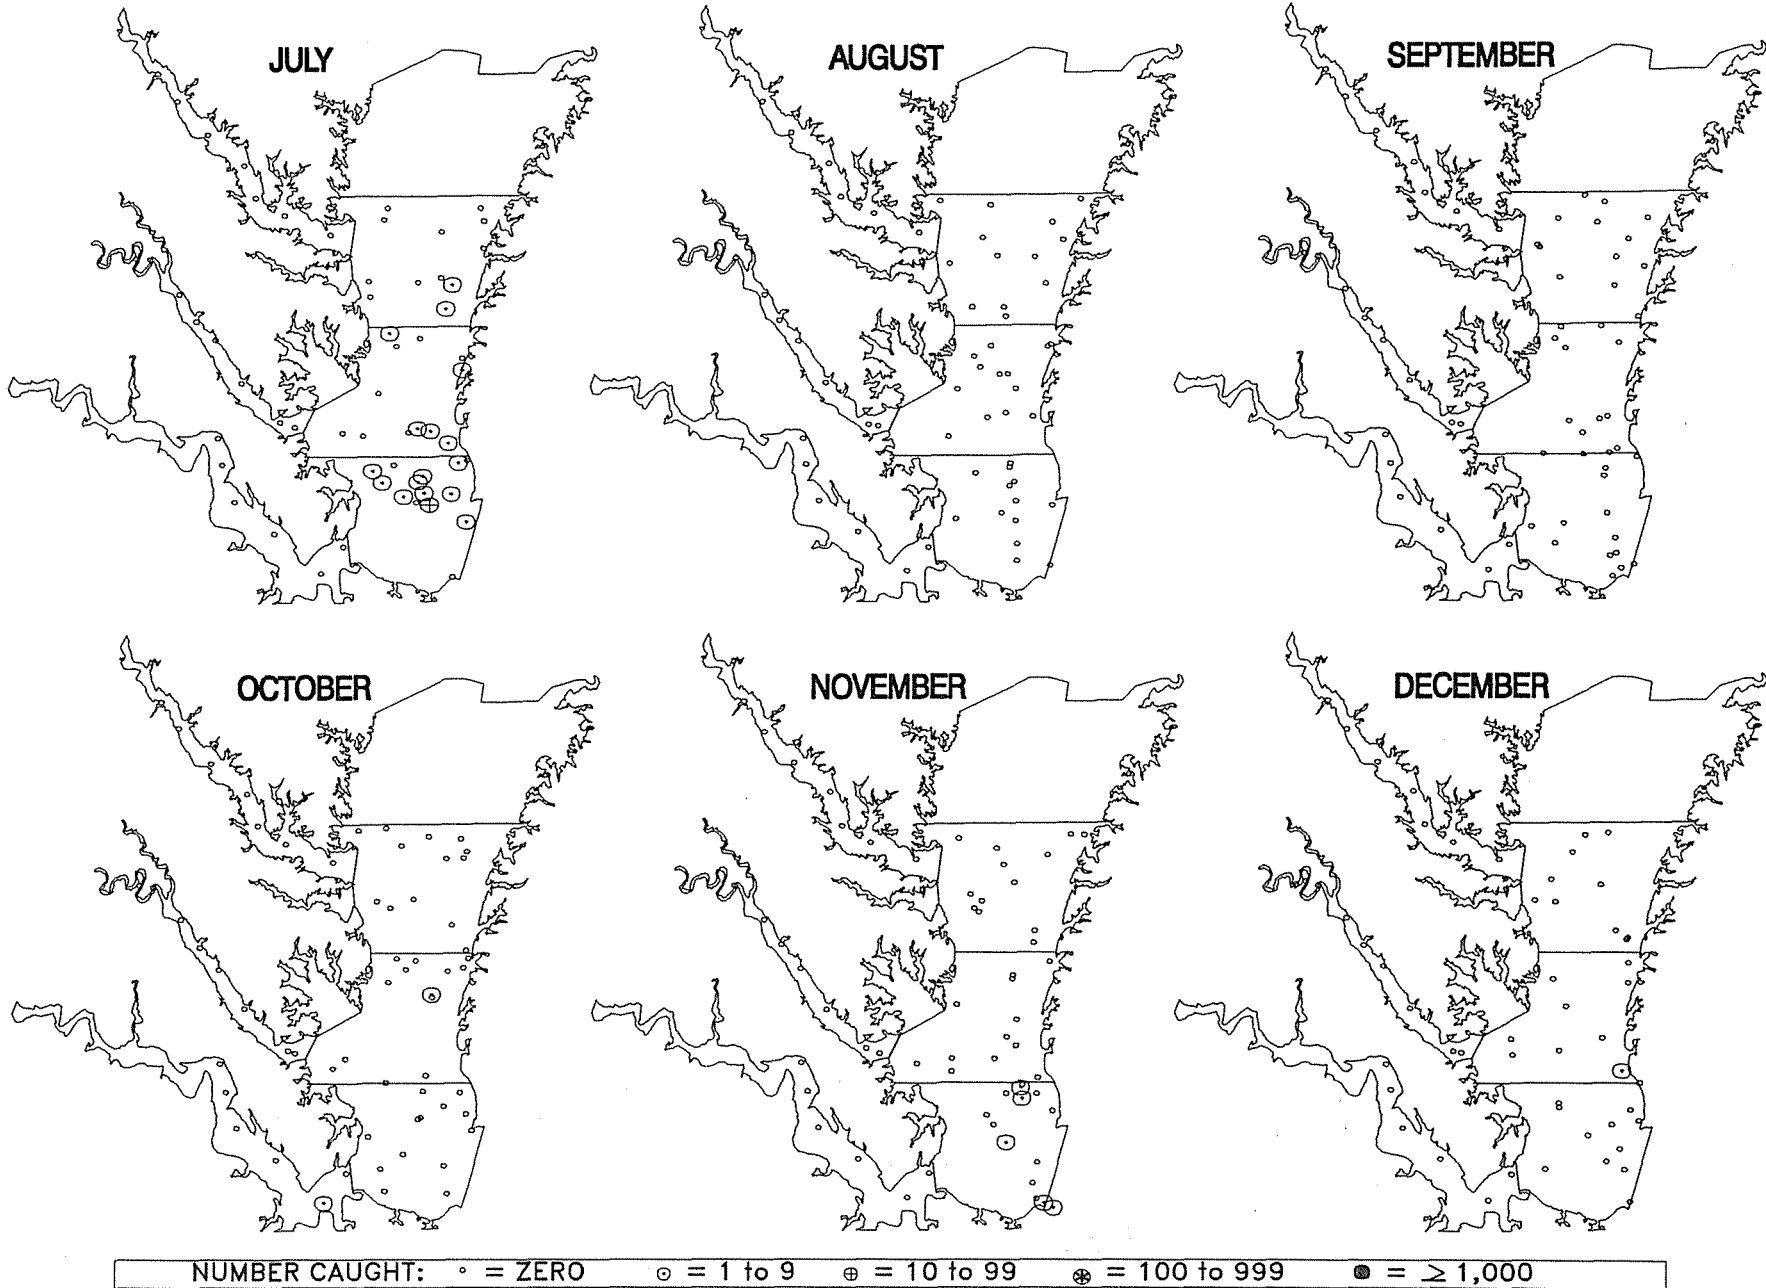 JULY
AUGUST
SEPTEMBER
OCTOBER
NOVEMBER
DECEMBER
NUMBER CAUGHT: = ZERO = 1 to 9 = 10 to 99 = 100 to 999 = ≥ 1,000